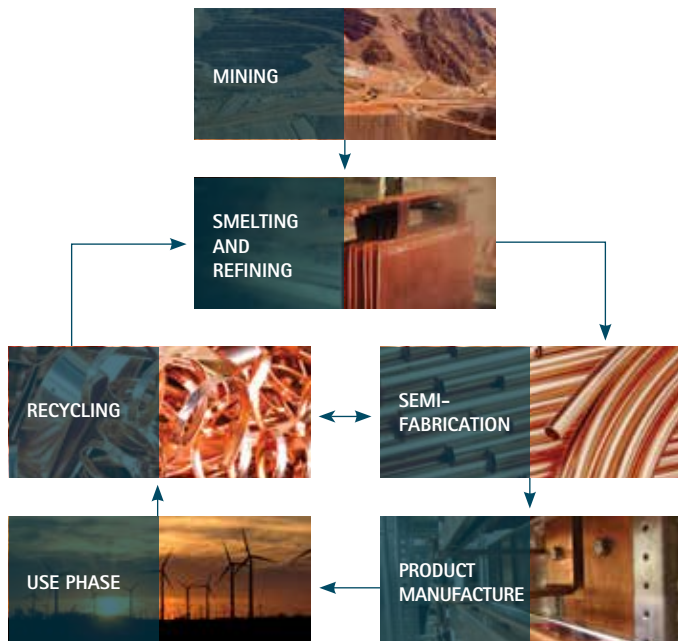 MINING
SMELTING
AND
REFINING
RECYCLING
SEMI-
FABRICATION
USE PHASE
PRODUCT
MANUFACTURE